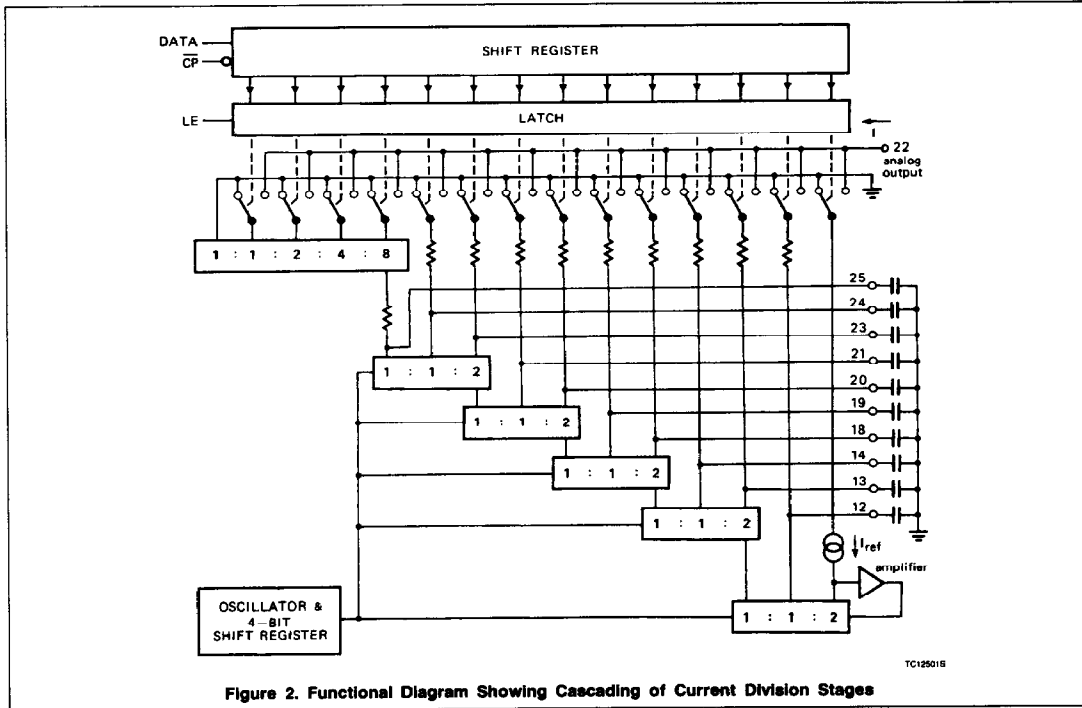 DATA
SHIFT REGISTER
CP
LE
LATCH
I
22
analog
output
1 : 1 : 2 : 4 : 8
25
24
23
21
20
19
18
14
13
12
1 : 1 : 2
1 : 1 : 2
1 : 1 : 2
1 : 1 : 2
Iref
amplifier
1 : 1 : 2
OSCILLATOR &
4-BIT
SHIFT REGISTER
TC12501S
Figure 2. Functional Diagram Showing Cascading of Current Division Stages